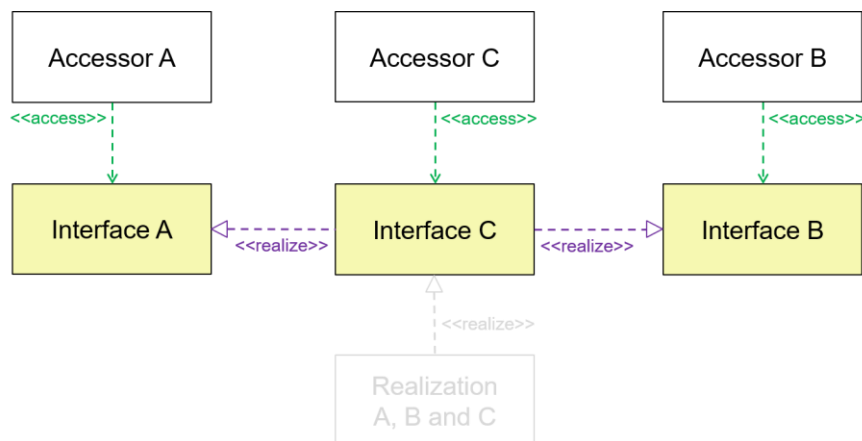 Accessor A
Accessor C
Accessor B
<<access>>
<<access>>
<<access>>
Interface A
Interface C
Interface B
<<realize>>
<<realize>>
<<realize>>
Realization
A, B and C